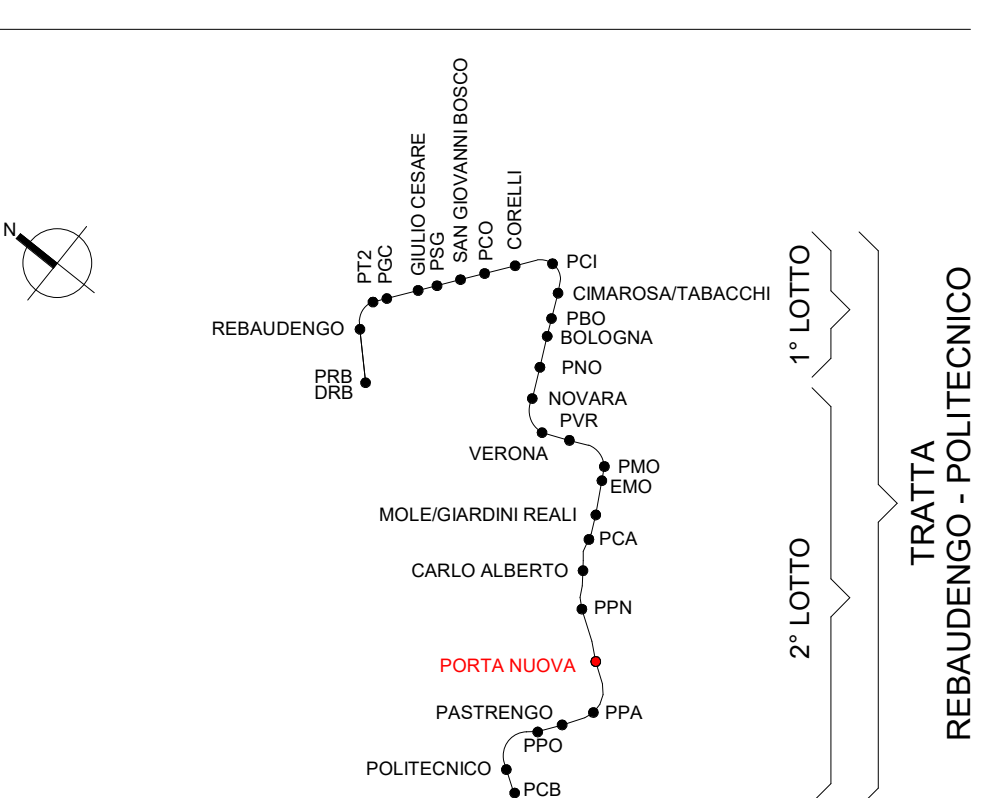 N
PT2
PGC
GIULIO CESARE
PSG
SAN GIOVANNI BOSCO
PCO
CORELLI
PCI
CIMAROSA/TABACCHI
REBAUDENGO
PBO
BOLOGNA
PRB
DRB
PNO
NOVARA
PVR
VERONA
PMO
EMO
MOLE/GIARDINI REALI
PCA
CARLO ALBERTO
PPN
PORTA NUOVA
PASTRENGO
PPA
PPO
POLITECNICO
PCB
1° LOTTO
2° LOTTO
TRATTA
REBAUDENGO - POLITECNICO